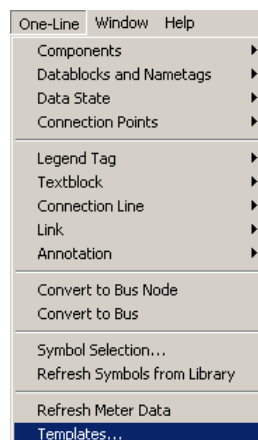 One-Line Window Help
Components
Datablocks and Nametags
Data State
Connection Points
Legend Tag
Textblock
Connection Line
Link
Annotation
Convert to Bus Node
Convert to Bus
Symbol Selection...
Refresh Symbols from Library
Refresh Meter Data
Templates...